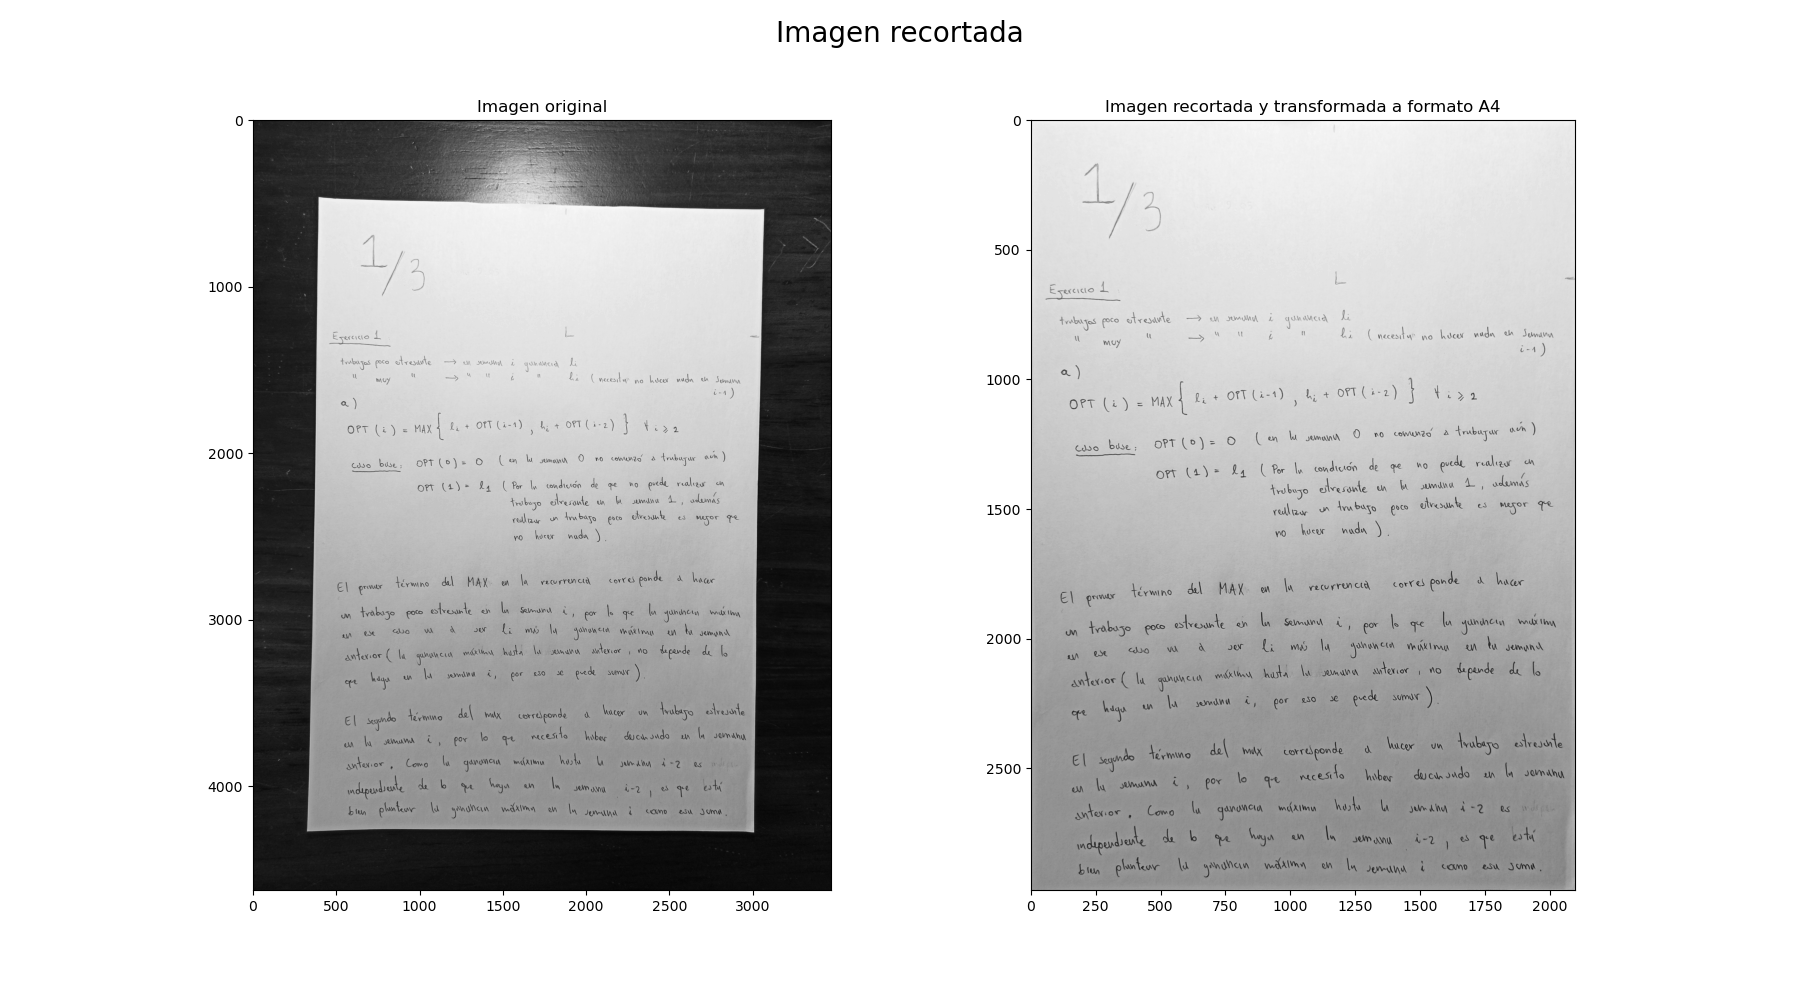 Imagen recortada
Imagen original
0
1000
2000
3000
4000
0 500 1000 1500 2000 2500 3000
1/3
Ejercicio 1
trabajos poco estresante → en semana i ganancia li
" muy " → " " i " hi (necesita no hacer nada en semana
i-1)
a)
OPT (i) = MAX { li + OPT (i-1) , hi + OPT (i-2) } ∀ i ⩾ 2
caso base: OPT (0) = 0 (en la semana 0 no comenzó a trabajar aún)
OPT (1) = l1 (Por la condición de que no puede realizar un
trabajo estresante en la semana 1, además
realizar un trabajo poco estresante es mejor que
no hacer nada).
El primer término del MAX en la recurrencia corresponde a hacer
un trabajo poco estresante en la semana i, por lo que la ganancia máxima
en ese caso va a ser li más la ganancia máxima en la semana
anterior (la ganancia máxima hasta la semana anterior, no depende de lo
que haga en la semana i, por eso se puede sumar).
El segundo término del max corresponde a hacer un trabajo estresante
en la semana i, por lo que necesito haber descansado en la semana
anterior. Como la ganancia máxima hasta la semana i-2 es
independiente de lo que haya en la semana i-2, es que está
bien plantear la ganancia máxima en la semana i como esa suma.
Imagen recortada y transformada a formato A4
0
500
1000
1500
2000
2500
0 250 500 750 1000 1250 1500 1750 2000
1/3
Ejercicio 1
trabajos poco estresante → en semana i ganancia li
" muy " → " " i " hi (necesita no hacer nada en semana
i-1)
a)
OPT (i) = MAX { li + OPT (i-1) , hi + OPT (i-2) } ∀ i ⩾ 2
caso base: OPT (0) = 0 (en la semana 0 no comenzó a trabajar aún)
OPT (1) = l1 (Por la condición de que no puede realizar un
trabajo estresante en la semana 1, además
realizar un trabajo poco estresante es mejor que
no hacer nada).
El primer término del MAX en la recurrencia corresponde a hacer
un trabajo poco estresante en la semana i, por lo que la ganancia máxima
en ese caso va a ser li más la ganancia máxima en la semana
anterior (la ganancia máxima hasta la semana anterior, no depende de lo
que haga en la semana i, por eso se puede sumar).
El segundo término del max corresponde a hacer un trabajo estresante
en la semana i, por lo que necesito haber descansado en la semana
anterior. Como la ganancia máxima hasta la semana i-2 es
independiente de lo que haya en la semana i-2, es que está
bien plantear la ganancia máxima en la semana i como esa suma.